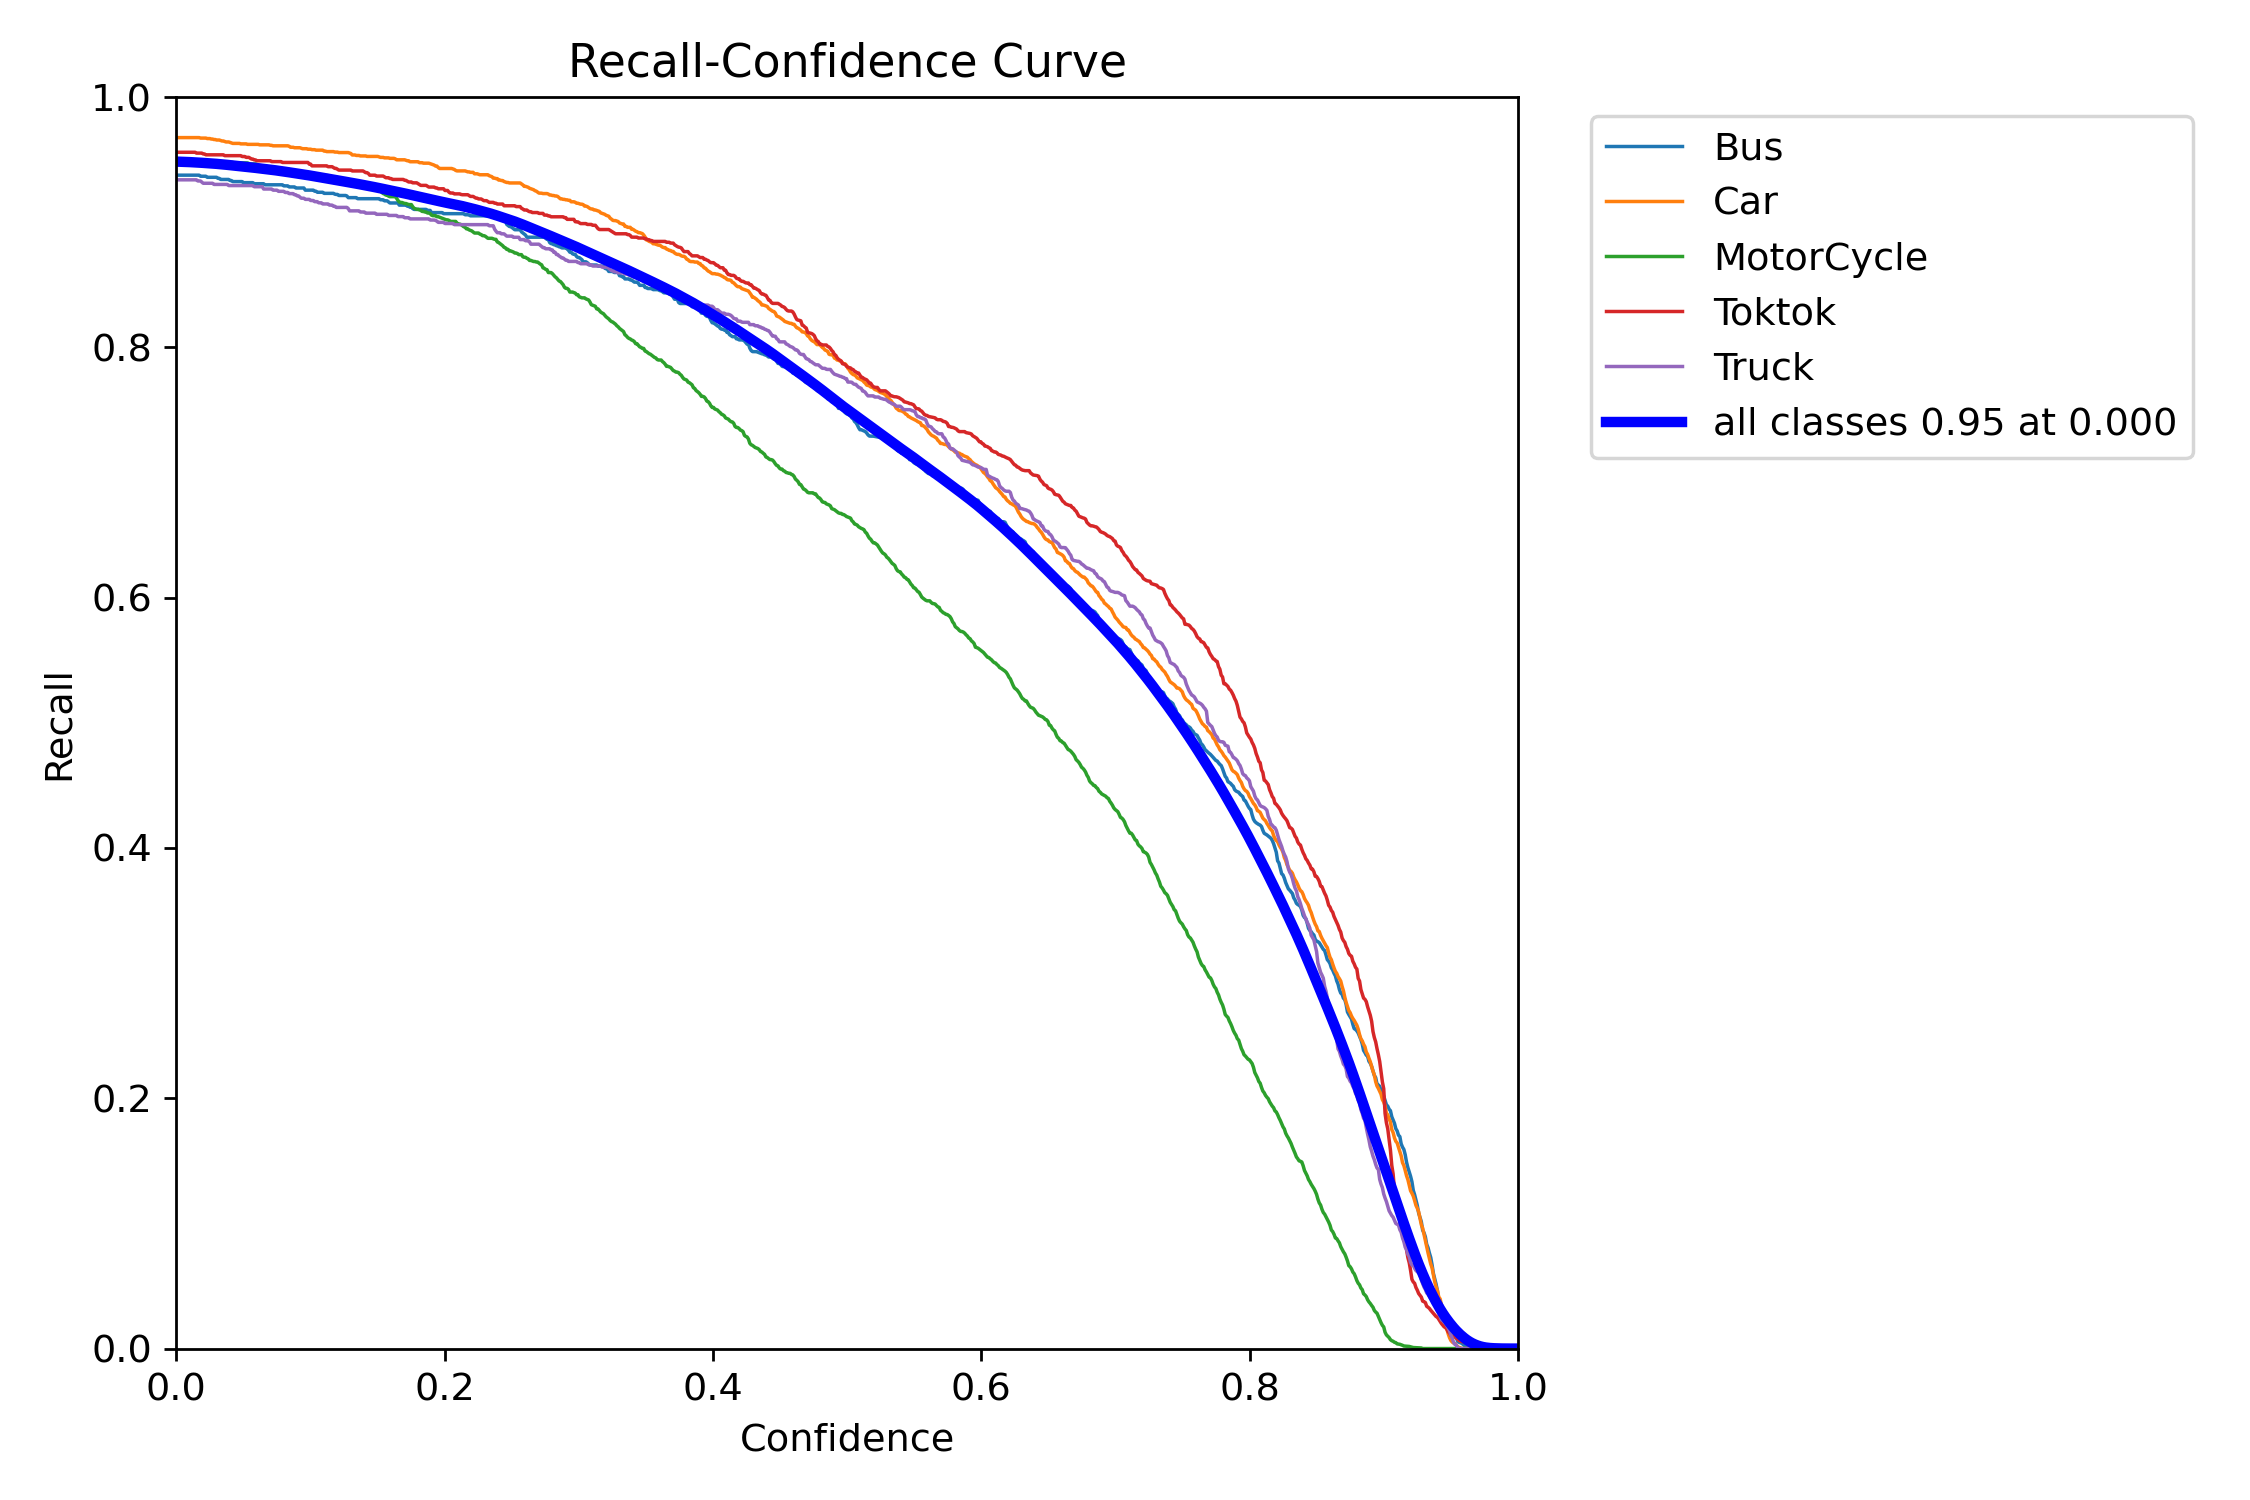 Recall-Confidence Curve
1.0
0.8
0.6
0.4
0.2
0.0
Recall
0.0 0.2 0.4 0.6 0.8 1.0
Confidence
Bus
Car
MotorCycle
Toktok
Truck
all classes 0.95 at 0.000